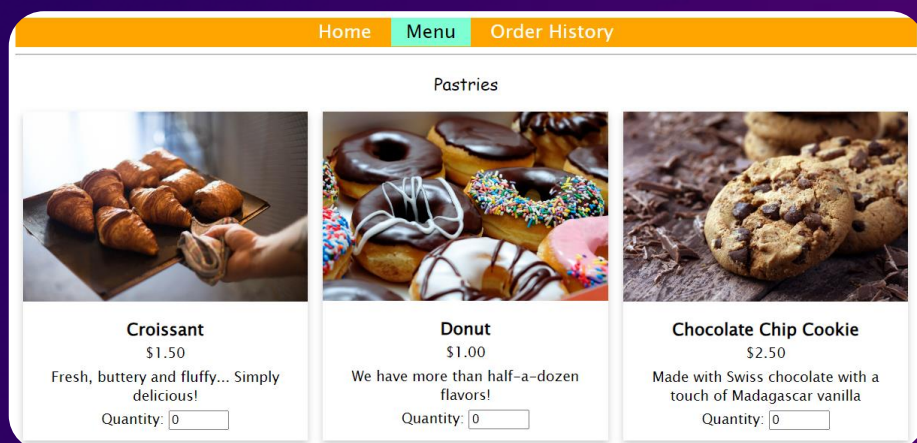 Home Menu Order History
Pastries
Croissant
$1.50
Fresh, buttery and fluffy... Simply
delicious!
Quantity: 0
Donut
$1.00
We have more than half-a-dozen
flavors!
Quantity: 0
Chocolate Chip Cookie
$2.50
Made with Swiss chocolate with a
touch of Madagascar vanilla
Quantity: 0